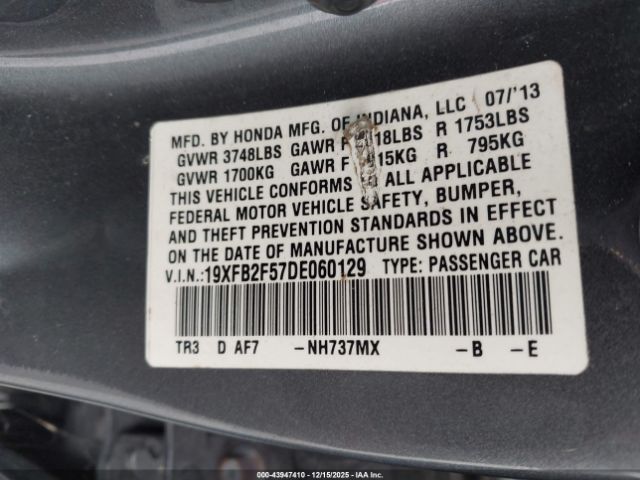 MFD. BY HONDA MFG. OF INDIANA, LLC 07/'13
GVWR 3748LBS GAWR F 18LBS R 1753LBS
GVWR 1700KG GAWR F 15KG R 795KG
THIS VEHICLE CONFORMS TO ALL APPLICABLE
FEDERAL MOTOR VEHICLE SAFETY, BUMPER,
AND THEFT PREVENTION STANDARDS IN EFFECT
ON THE DATE OF MANUFACTURE SHOWN ABOVE.
V.I.N.:19XFB2F57DE060129 TYPE: PASSENGER CAR
TR3 D AF7 -NH737MX -B -E
000-43947410 - 12/15/2025 - IAA Inc.